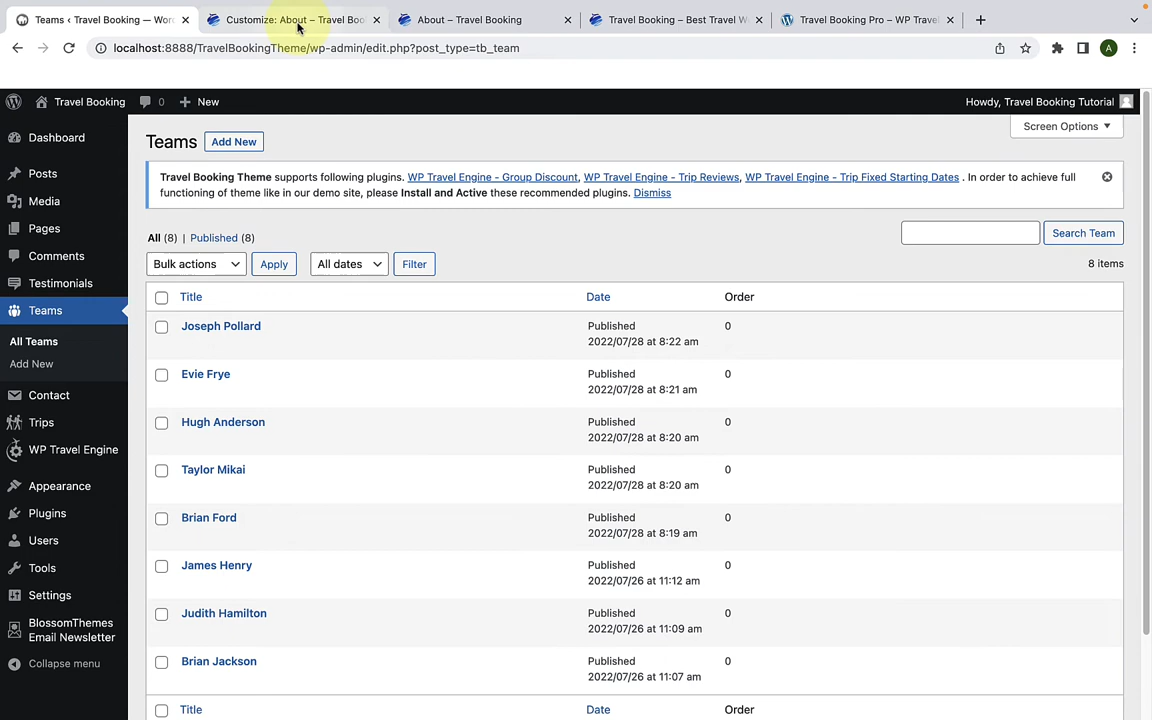 Teams ‹ Travel Booking — Wor
Customize: About – Travel Boo
About – Travel Booking
Travel Booking – Best Travel W
Travel Booking Pro – WP Travel
localhost:8888/TravelBookingTheme/wp-admin/edit.php?post_type=tb_team
A
Travel Booking
0
New
Howdy, Travel Booking Tutorial
Dashboard
Posts
Media
Pages
Comments
Testimonials
Teams
All Teams
Add New
Contact
Trips
WP Travel Engine
Appearance
Plugins
Users
Tools
Settings
BlossomThemes
Email Newsletter
Collapse menu
Screen Options
Teams
Add New
Travel Booking Theme supports following plugins. WP Travel Engine - Group Discount, WP Travel Engine - Trip Reviews, WP Travel Engine - Trip Fixed Starting Dates . In order to achieve full
functioning of theme like in our demo site, please Install and Active these recommended plugins. Dismiss
All (8) | Published (8)
Search Team
Bulk actions
Apply
All dates
Filter
8 items
Title Date Order
Joseph Pollard Published 0
2022/07/28 at 8:22 am
Evie Frye Published 0
2022/07/28 at 8:21 am
Hugh Anderson Published 0
2022/07/28 at 8:20 am
Taylor Mikai Published 0
2022/07/28 at 8:20 am
Brian Ford Published 0
2022/07/28 at 8:19 am
James Henry Published 0
2022/07/26 at 11:12 am
Judith Hamilton Published 0
2022/07/26 at 11:09 am
Brian Jackson Published 0
2022/07/26 at 11:07 am
Title Date Order